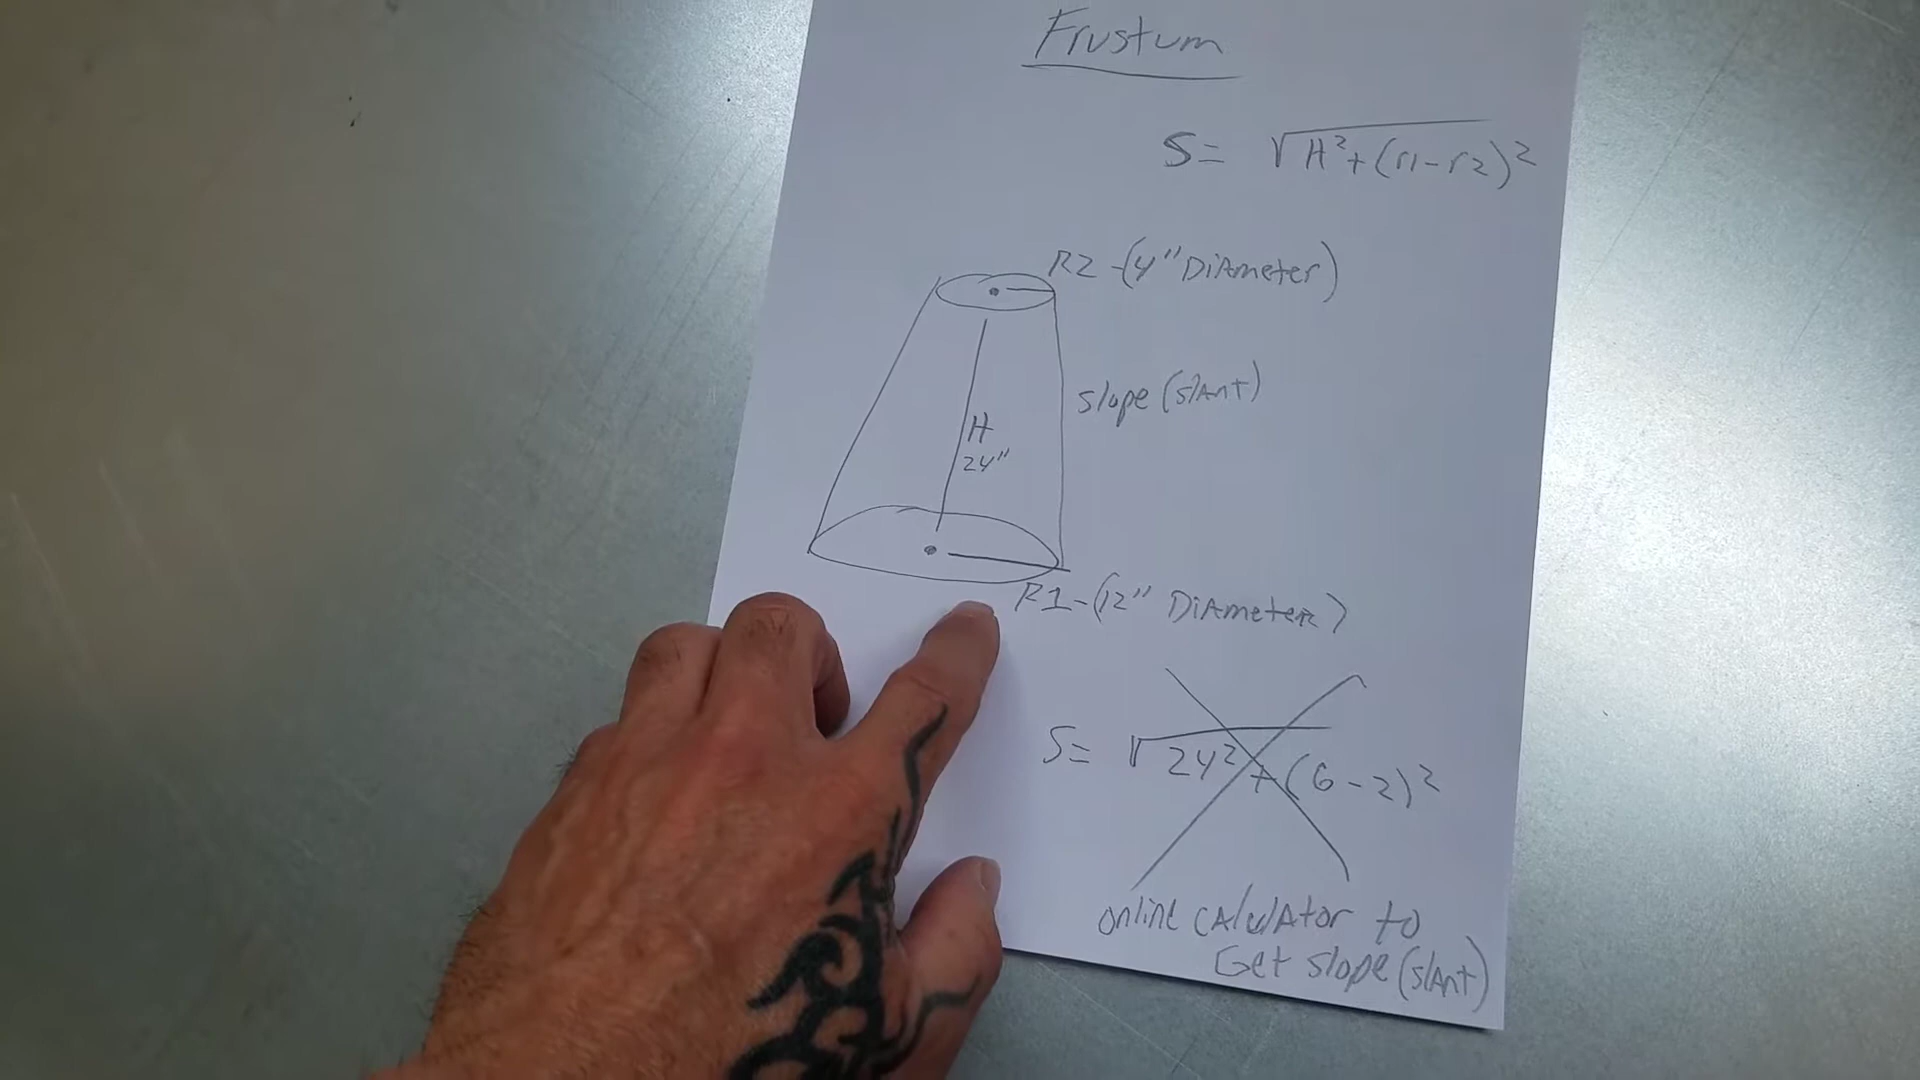 Frustum
S= √H²+(r1-r2)²
R2-(4" Diameter)
slope (slant)
H
24"
R1-(12" Diameter)
S= √24²+(6-2)²
online calculator to
Get slope (slant)